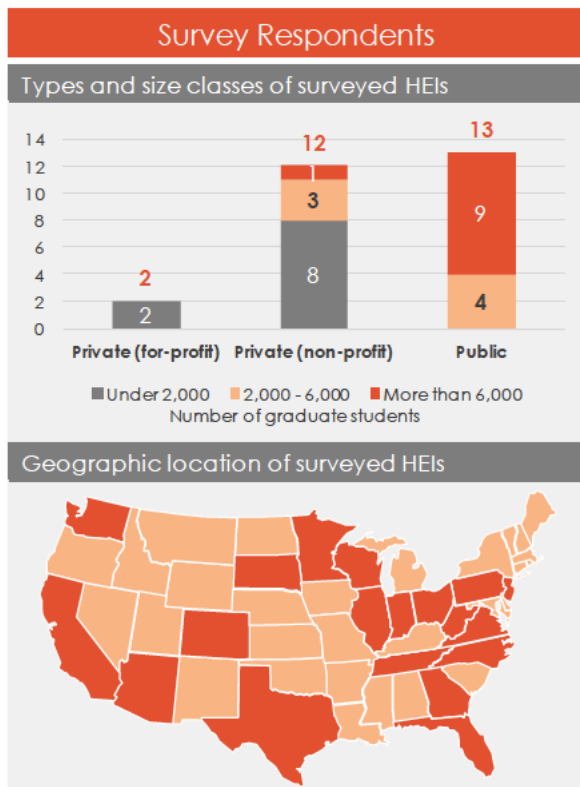 Survey Respondents
Types and size classes of surveyed HEIs
14
12
10
8
6
4
2
0
2
2
12
1
3
8
13
9
4
Private (for-profit) Private (non-profit) Public
Under 2,000 2,000 - 6,000 More than 6,000
Number of graduate students
Geographic location of surveyed HEIs